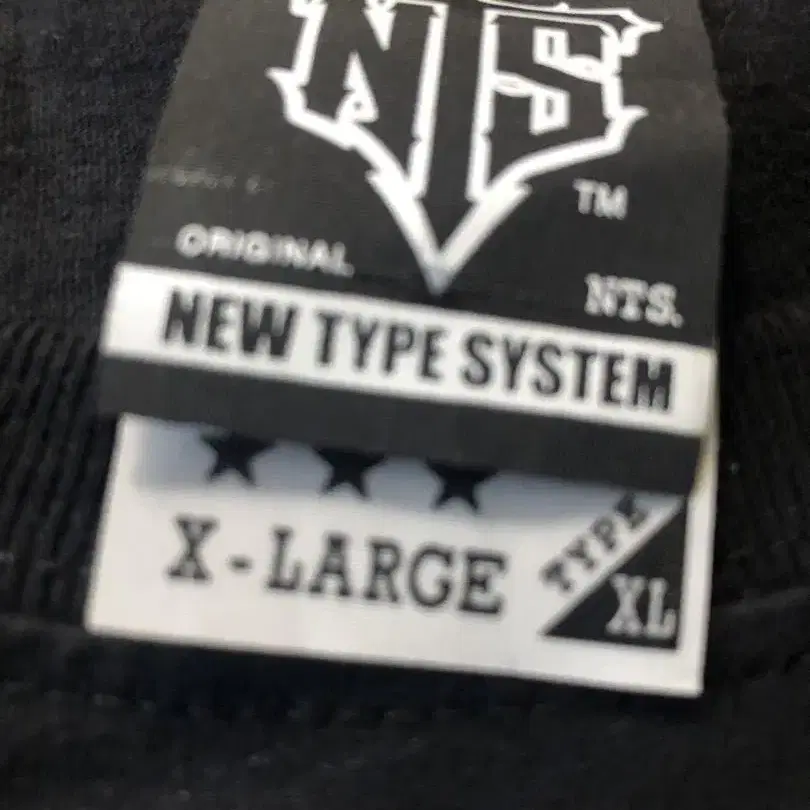 NTS
TM
ORIGINAL
NTS.
NEW TYPE SYSTEM
X-LARGE
TYPE
XL